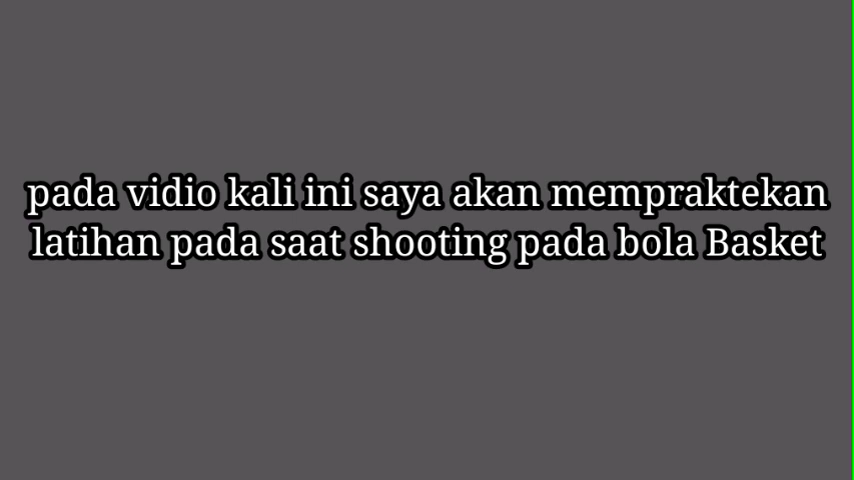 pada vidio kali ini saya akan mempraktekan
latihan pada saat shooting pada bola Basket